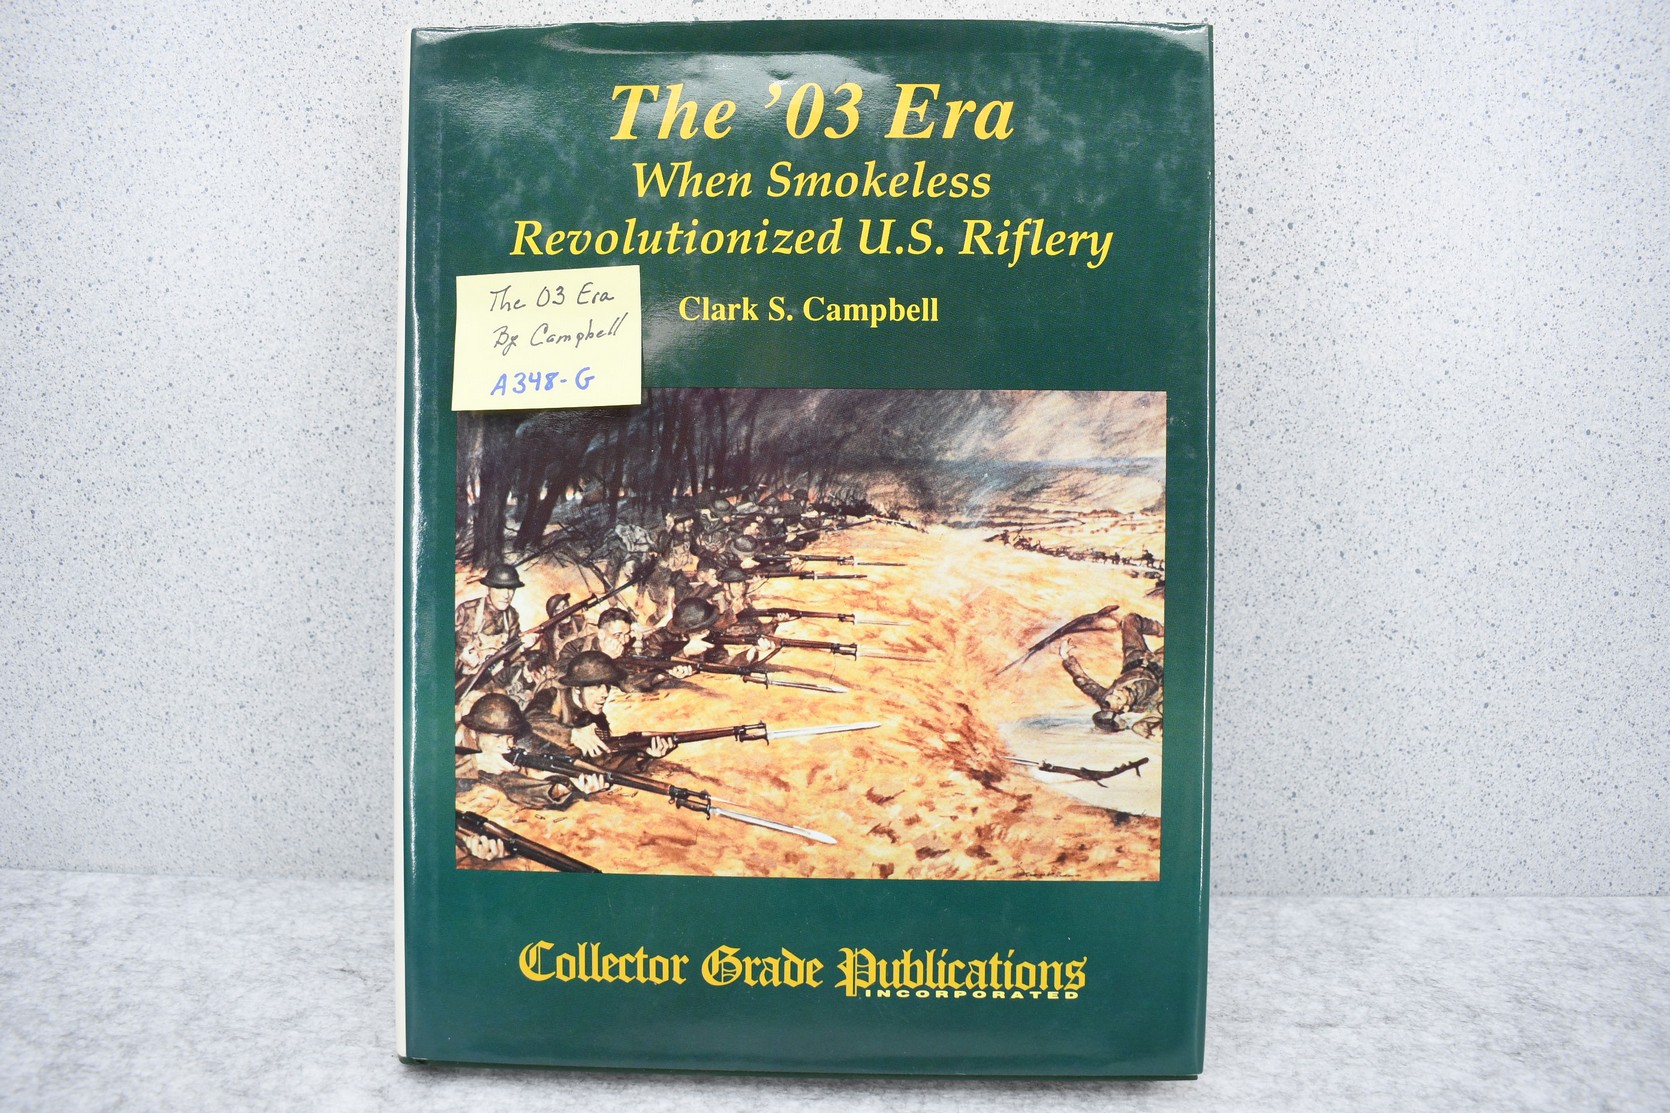 The '03 Era
When Smokeless
Revolutionized U.S. Riflery
Clark S. Campbell
The 03 Era
By Campbell
A348-G
Collector Grade Publications
INCORPORATED